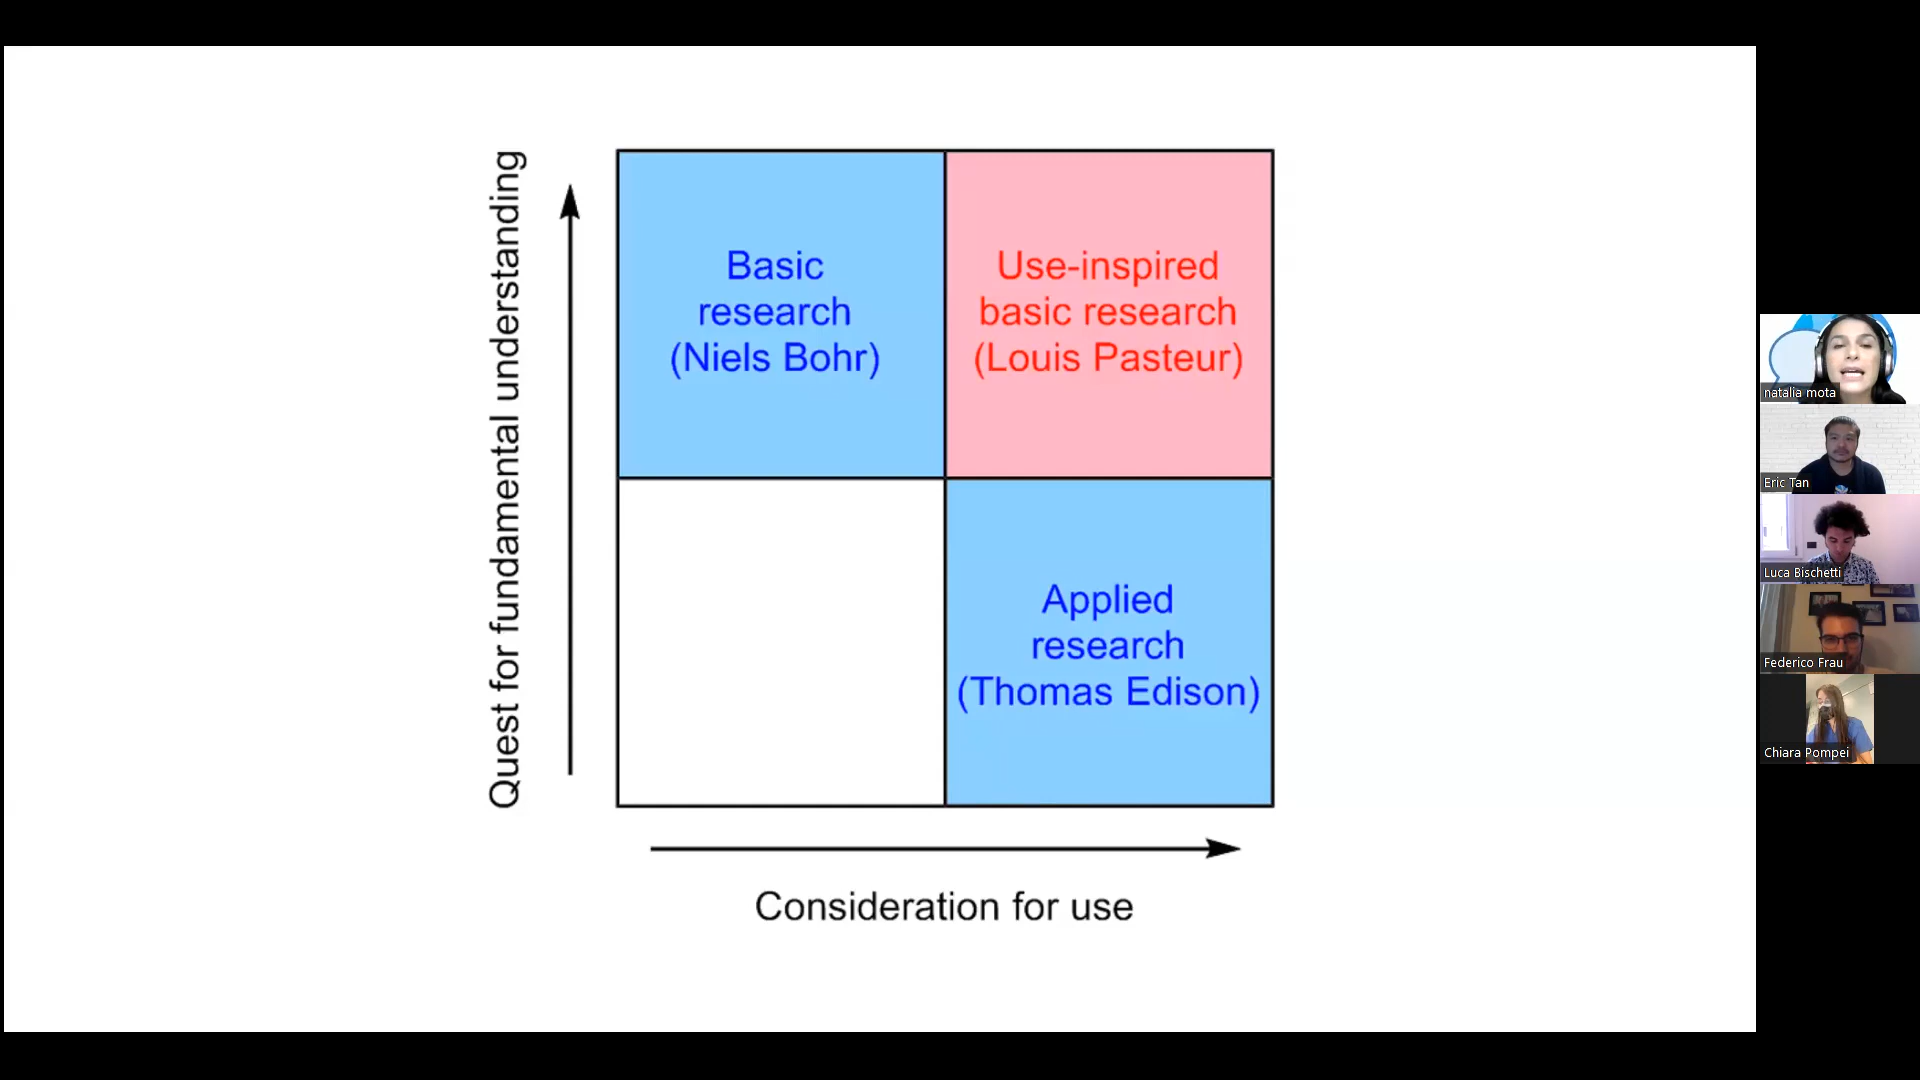 Quest for fundamental understanding
Basic
research
(Niels Bohr)
Use-inspired
basic research
(Louis Pasteur)
Applied
research
(Thomas Edison)
Consideration for use
natalia mota
Eric Tan
Luca Bischetti
Federico Frau
Chiara Pompei